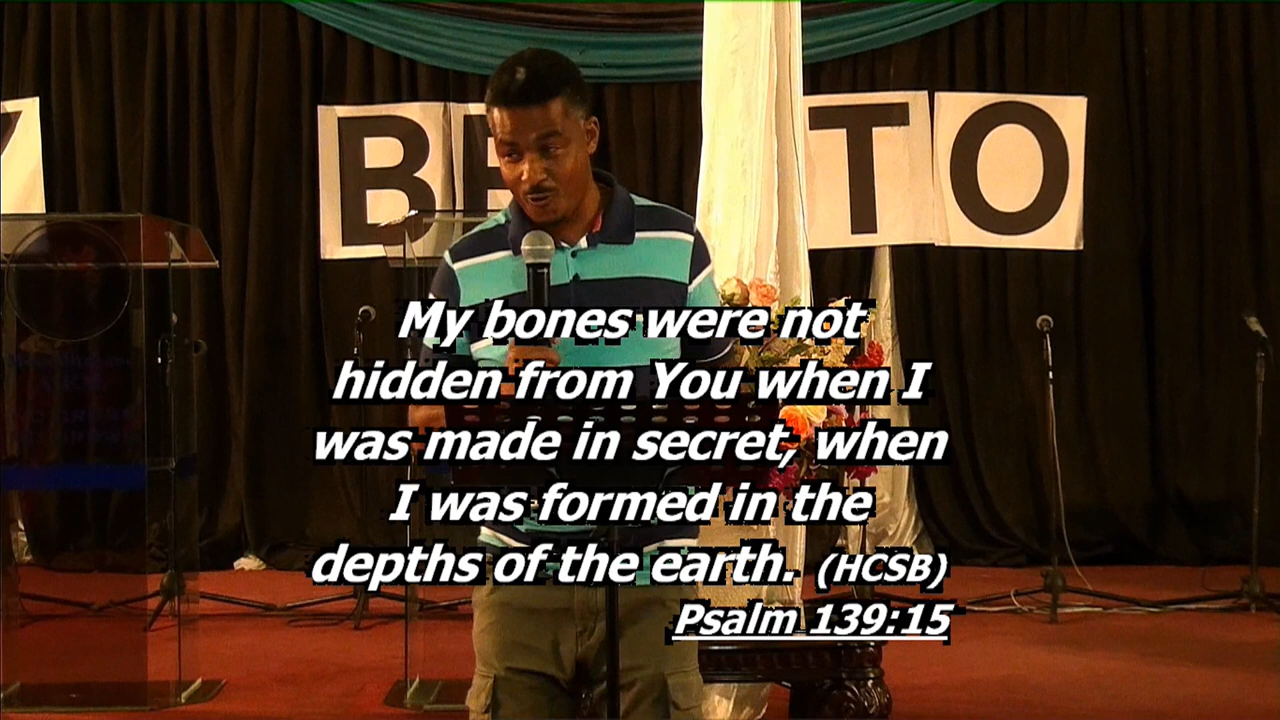 B
TO
My bones were not
hidden from You when I
was made in secret, when
I was formed in the
depths of the earth. (HCSB)
Psalm 139:15